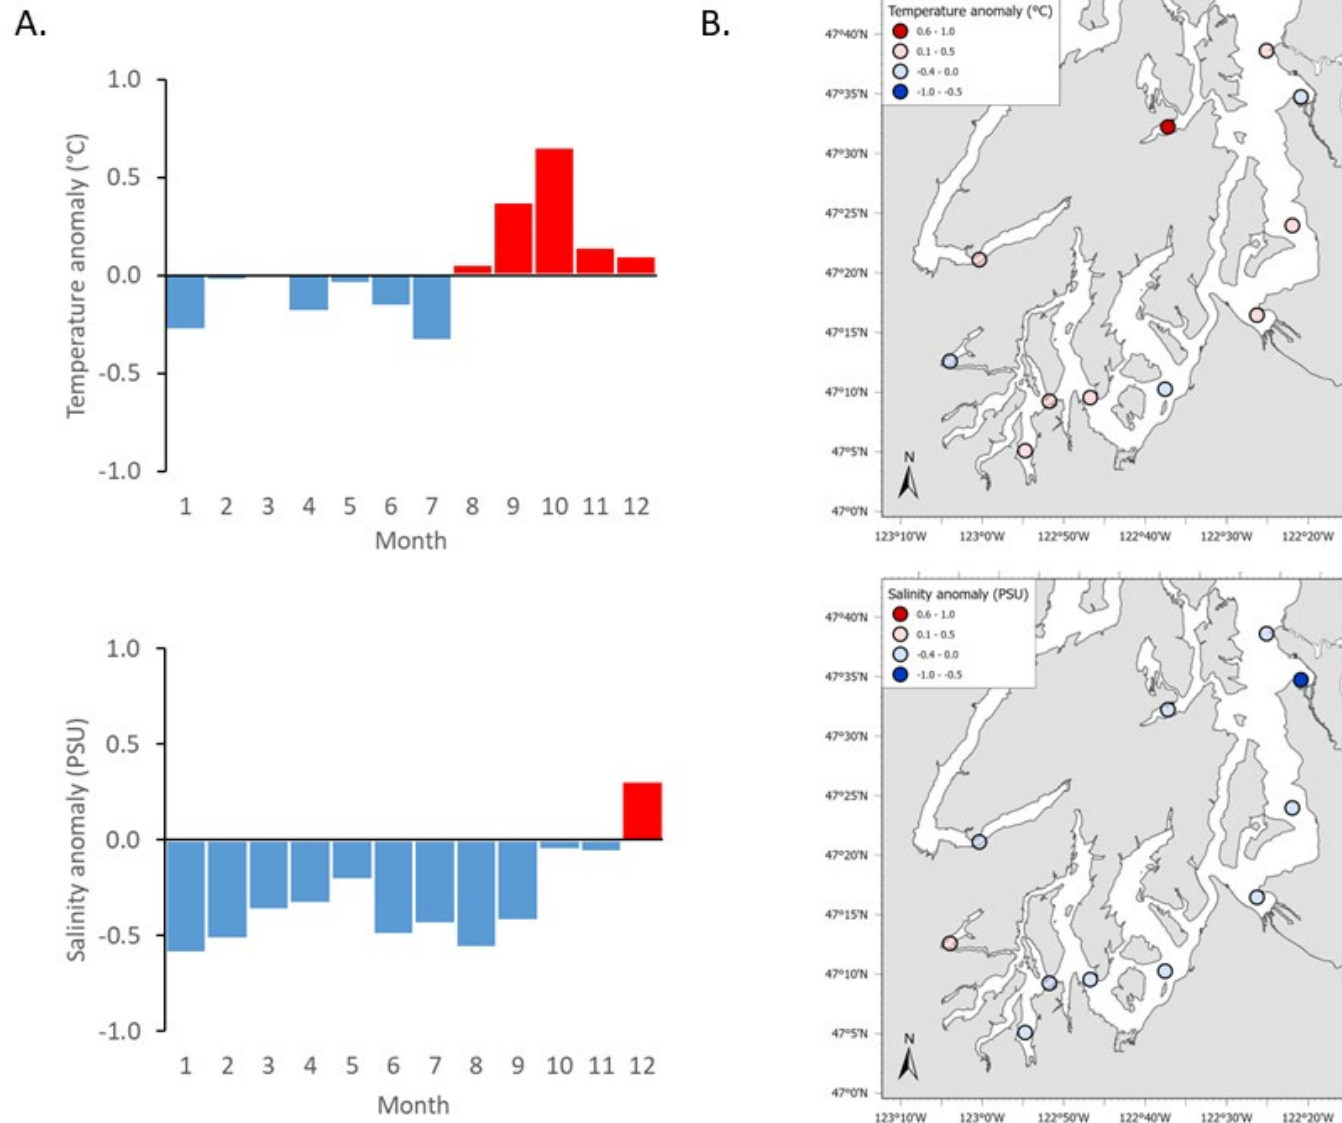 A.
1.0
0.5
0.0
-0.5
-1.0
Temperature anomaly (°C)
1 2 3 4 5 6 7 8 9 10 11 12
Month
1.0
0.5
0.0
-0.5
-1.0
Salinity anomaly (PSU)
1 2 3 4 5 6 7 8 9 10 11 12
Month
B.
Temperature anomaly (°C)
0.6 - 1.0
0.1 - 0.5
-0.4 - 0.0
-1.0 - -0.5
47°40'N
47°35'N
47°30'N
47°25'N
47°20'N
47°15'N
47°10'N
47°5'N
47°0'N
N
123°10'W 123°0'W 122°50'W 122°40'W 122°30'W 122°20'W
Salinity anomaly (PSU)
0.6 - 1.0
0.1 - 0.5
-0.4 - 0.0
-1.0 - -0.5
47°40'N
47°35'N
47°30'N
47°25'N
47°20'N
47°15'N
47°10'N
47°5'N
47°0'N
N
123°10'W 123°0'W 122°50'W 122°40'W 122°30'W 122°20'W